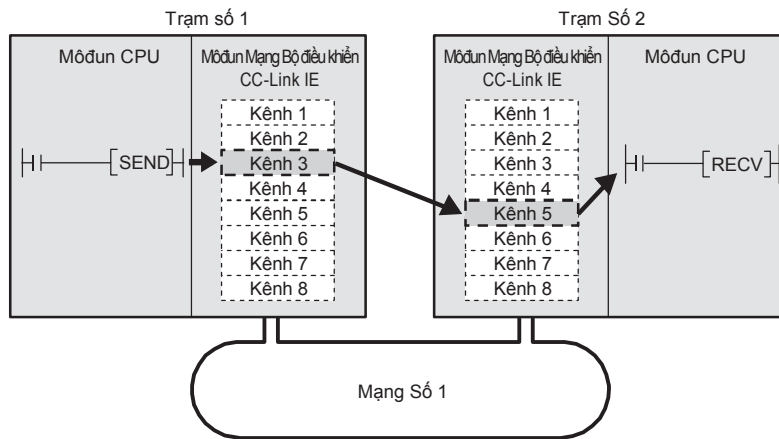 Trạm số 1
Môđun CPU
Môđun Mạng Bộ điều khiển
CC-Link IE
SEND
Kênh 1
Kênh 2
Kênh 3
Kênh 4
Kênh 5
Kênh 6
Kênh 7
Kênh 8
Trạm Số 2
Môđun Mạng Bộ điều khiển
CC-Link IE
Môđun CPU
Kênh 1
Kênh 2
Kênh 3
Kênh 4
Kênh 5
Kênh 6
Kênh 7
Kênh 8
RECV
Mạng Số 1